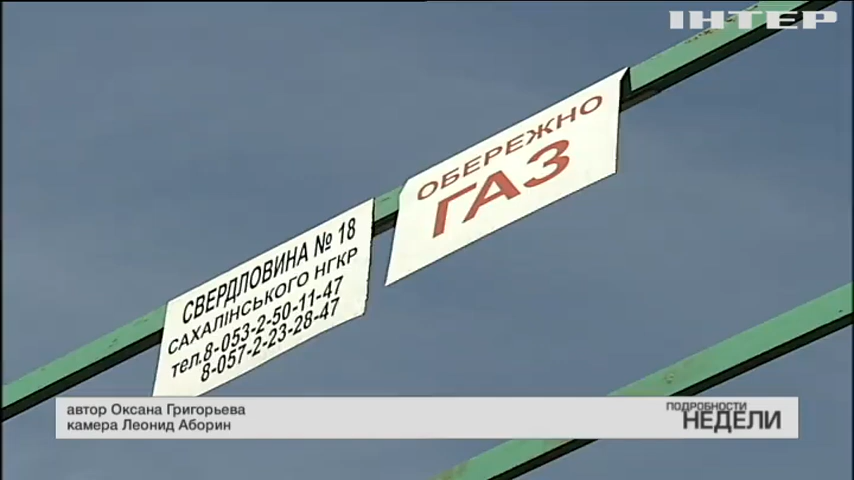 ІНТЕР
ОБЕРЕЖНО
ГАЗ
СВЕРДЛОВИНА № 18
САХАЛІНСЬКОГО НГКР
тел.8-053-2-50-11-47
8-057-2-23-28-47
автор Оксана Григорьева
камера Леонид Аборин
ПОДРОБНОСТИ
НЕДЕЛИ